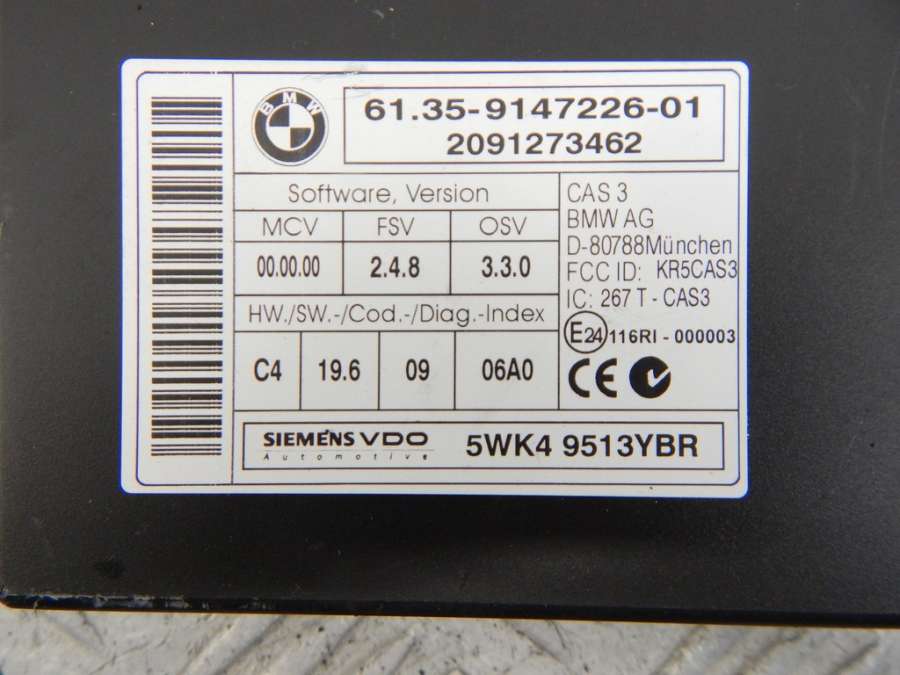 BMW
61.35-9147226-01
2091273462
Software, Version
MCV FSV OSV
00.00.00 2.4.8 3.3.0
HW./SW.-/Cod.-/Diag.-Index
C4 19.6 09 06A0
CAS 3
BMW AG
D-80788München
FCC ID: KR5CAS3
IC: 267 T - CAS3
E24 116RI - 000003
CE
SIEMENS VDO
Automotive
5WK4 9513YBR